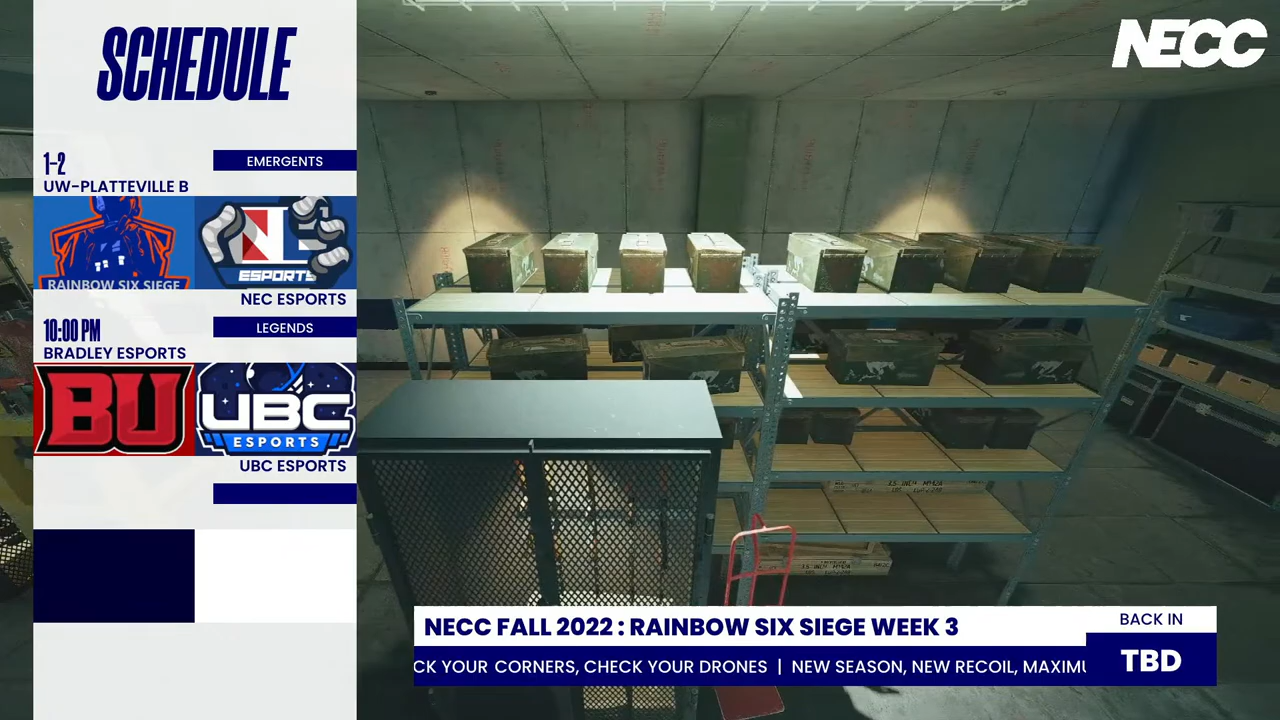 SCHEDULE
NECC
1-2
EMERGENTS
UW-PLATTEVILLE B
RAINBOW SIX SIEGE
ESPORTS
NEC ESPORTS
10:00 PM
LEGENDS
BRADLEY ESPORTS
BU
UBC
ESPORTS
UBC ESPORTS
NECC FALL 2022 : RAINBOW SIX SIEGE WEEK 3
BACK IN
CK YOUR CORNERS, CHECK YOUR DRONES | NEW SEASON, NEW RECOIL, MAXIMU
TBD